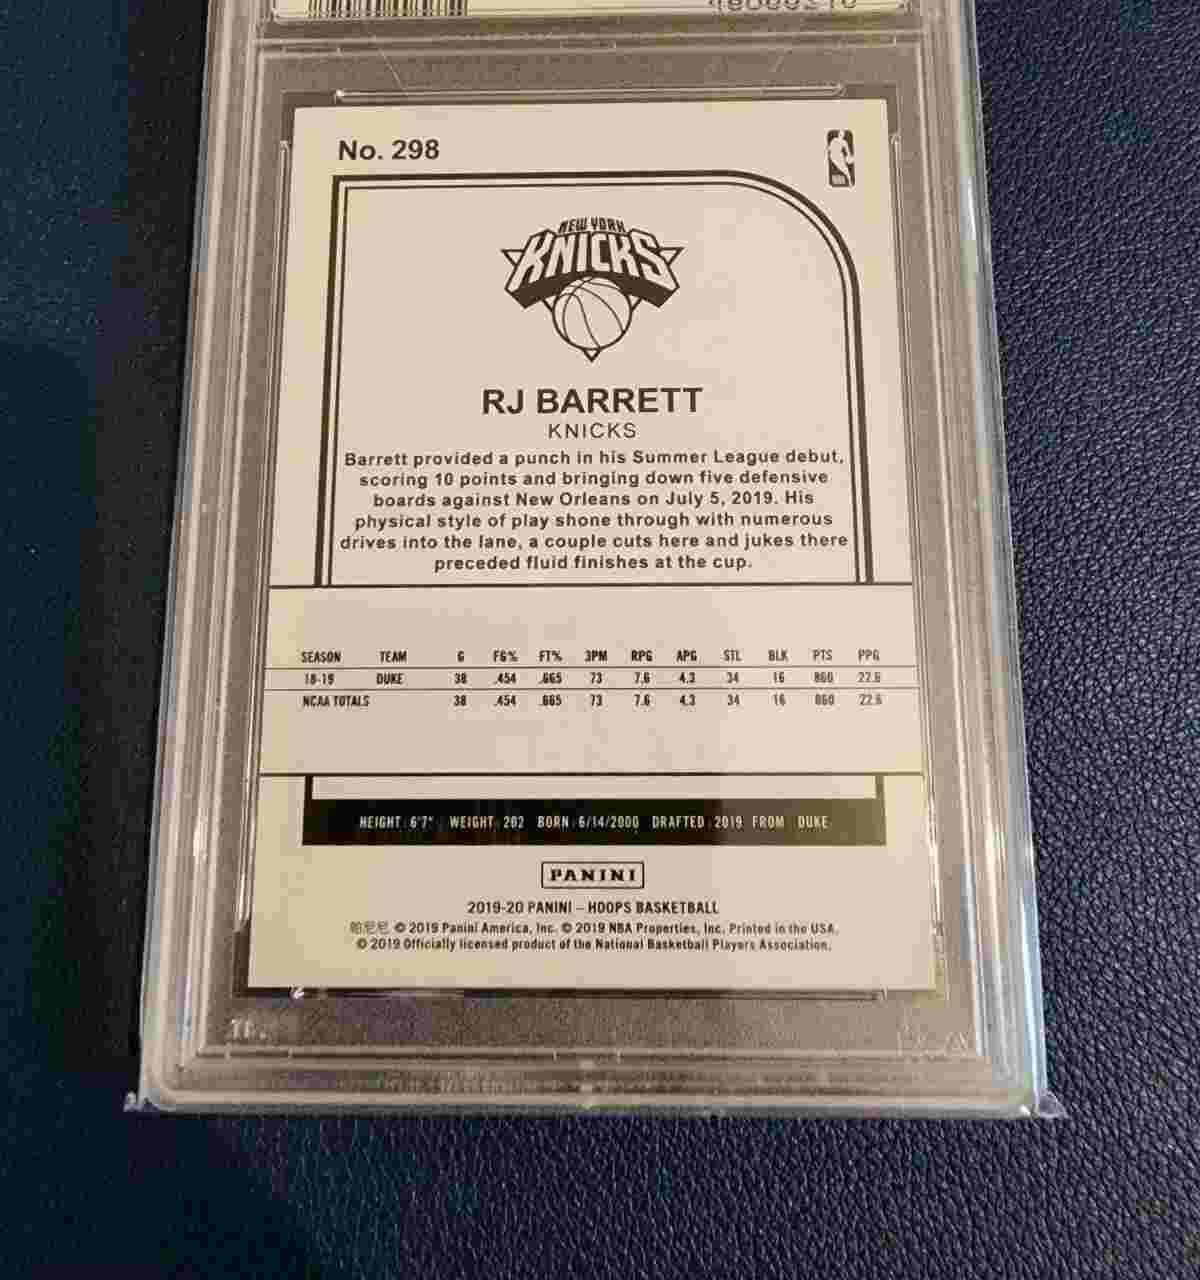 No. 298
NEW YORK
KNICKS
RJ BARRETT
KNICKS
Barrett provided a punch in his Summer League debut,
scoring 10 points and bringing down five defensive
boards against New Orleans on July 5, 2019. His
physical style of play shone through with numerous
drives into the lane, a couple cuts here and jukes there
preceded fluid finishes at the cup.
SEASON TEAM G FG% FT% 3PM RPG APG STL BLK PTS PPG
18-19 DUKE 38 .454 .665 73 7.6 4.3 34 16 860 22.6
NCAA TOTALS 38 .454 .665 73 7.6 4.3 34 16 860 22.6
HEIGHT: 6'7" WEIGHT: 202 BORN: 6/14/2000 DRAFTED: 2019 FROM: DUKE
PANINI
2019-20 PANINI – HOOPS BASKETBALL
帕尼尼 © 2019 Panini America, Inc. © 2019 NBA Properties, Inc. Printed in the USA.
© 2019 Officially licensed product of the National Basketball Players Association.